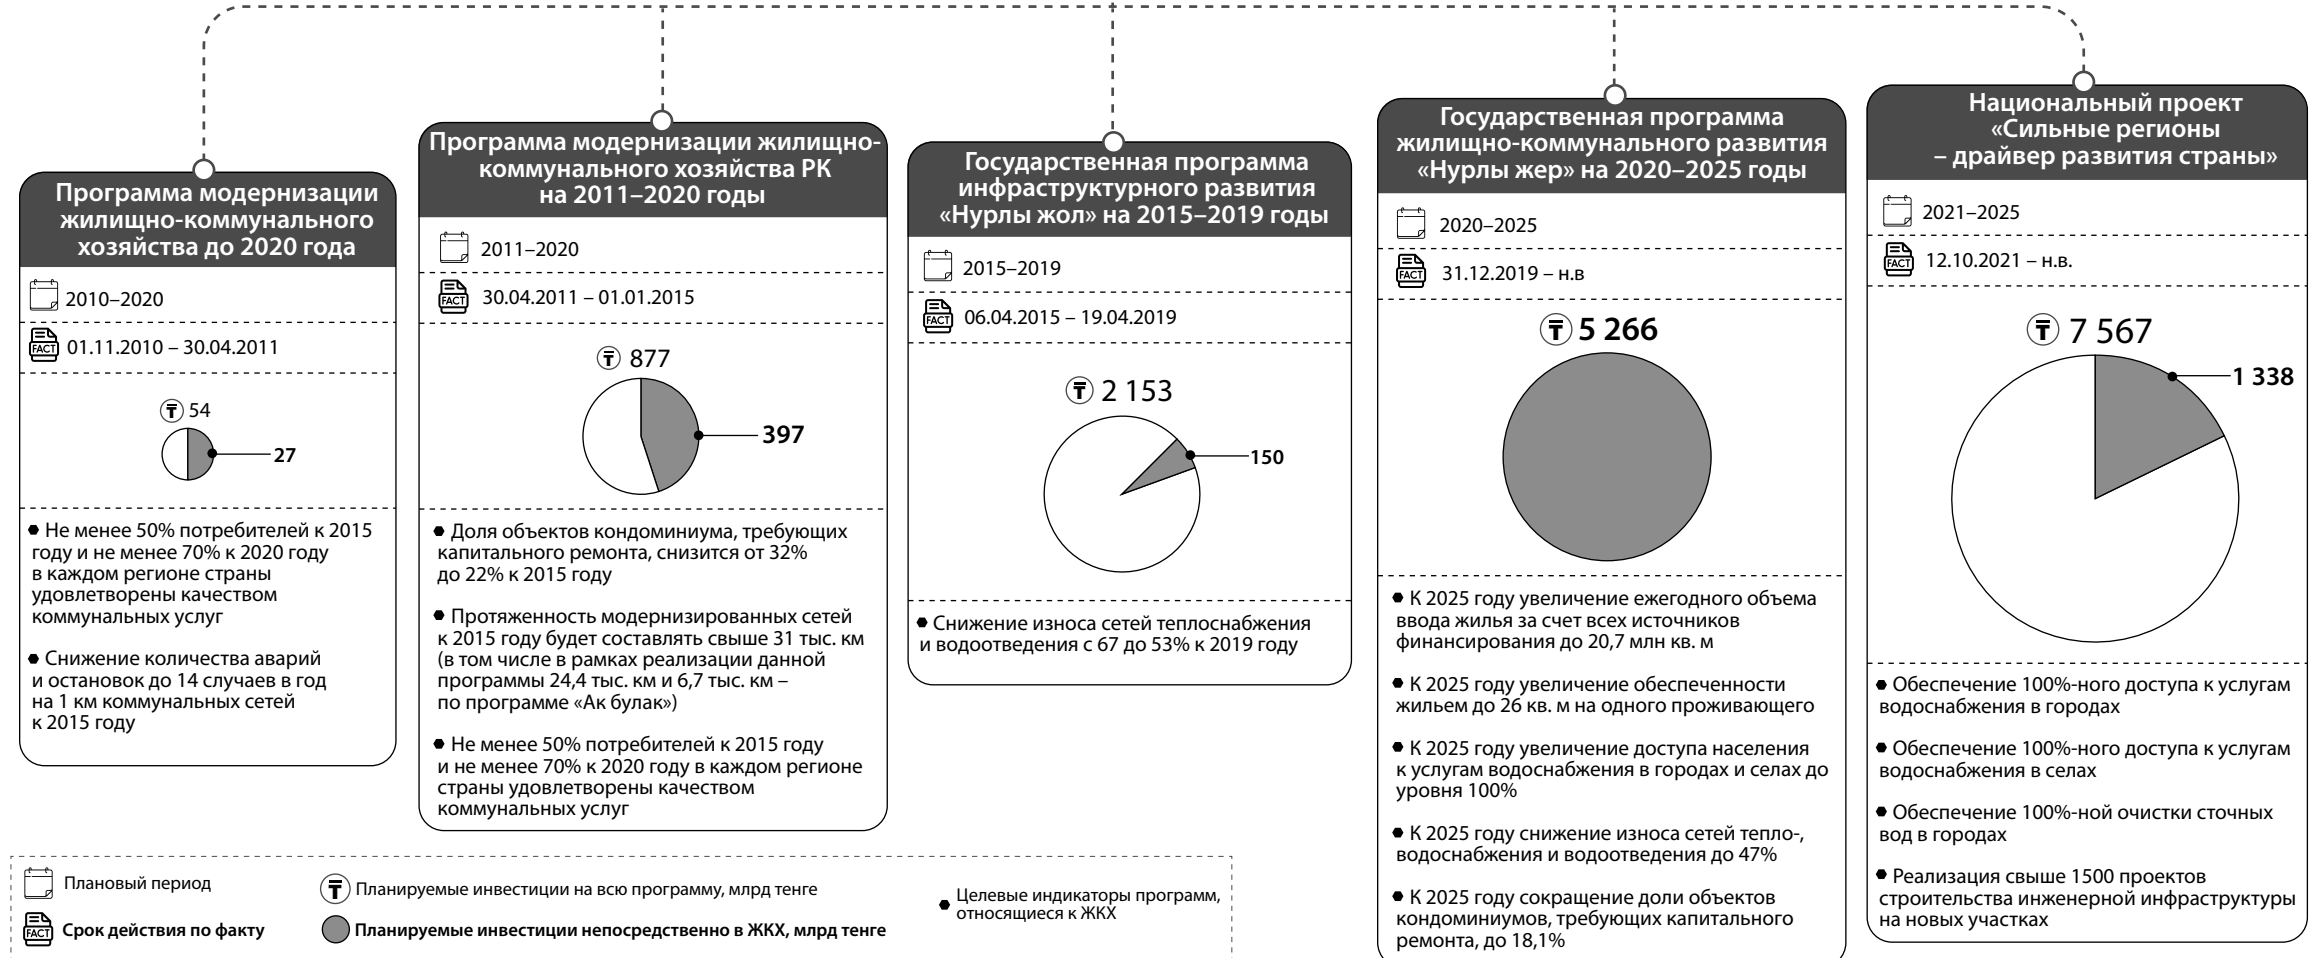 Программа модернизации
жилищно-коммунального
хозяйства до 2020 года
2010–2020
FACT
01.11.2010 – 30.04.2011
₸ 54
27
Не менее 50% потребителей к 2015
году и не менее 70% к 2020 году
в каждом регионе страны
удовлетворены качеством
коммунальных услуг
Снижение количества аварий
и остановок до 14 случаев в год
на 1 км коммунальных сетей
к 2015 году
Программа модернизации жилищно-
коммунального хозяйства РК
на 2011–2020 годы
2011–2020
FACT
30.04.2011 – 01.01.2015
₸ 877
397
Доля объектов кондоминиума, требующих
капитального ремонта, снизится от 32%
до 22% к 2015 году
Протяженность модернизированных сетей
к 2015 году будет составлять свыше 31 тыс. км
(в том числе в рамках реализации данной
программы 24,4 тыс. км и 6,7 тыс. км –
по программе «Ак булак»)
Не менее 50% потребителей к 2015 году
и не менее 70% к 2020 году в каждом регионе
страны удовлетворены качеством
коммунальных услуг
Государственная программа
инфраструктурного развития
«Нурлы жол» на 2015–2019 годы
2015–2019
FACT
06.04.2015 – 19.04.2019
₸ 2 153
150
Снижение износа сетей теплоснабжения
и водоотведения с 67 до 53% к 2019 году
Государственная программа
жилищно-коммунального развития
«Нурлы жер» на 2020–2025 годы
2020–2025
FACT
31.12.2019 – н.в
₸ 5 266
К 2025 году увеличение ежегодного объема
ввода жилья за счет всех источников
финансирования до 20,7 млн кв. м
К 2025 году увеличение обеспеченности
жильем до 26 кв. м на одного проживающего
К 2025 году увеличение доступа населения
к услугам водоснабжения в городах и селах до
уровня 100%
К 2025 году снижение износа сетей тепло-,
водоснабжения и водоотведения до 47%
К 2025 году сокращение доли объектов
кондоминиумов, требующих капитального
ремонта, до 18,1%
Национальный проект
«Сильные регионы
– драйвер развития страны»
2021–2025
FACT
12.10.2021 – н.в.
₸ 7 567
1 338
Обеспечение 100%-ного доступа к услугам
водоснабжения в городах
Обеспечение 100%-ного доступа к услугам
водоснабжения в селах
Обеспечение 100%-ной очистки сточных
вод в городах
Реализация свыше 1500 проектов
строительства инженерной инфраструктуры
на новых участках
Плановый период
FACT
Срок действия по факту
₸ Планируемые инвестиции на всю программу, млрд тенге
Планируемые инвестиции непосредственно в ЖКХ, млрд тенге
Целевые индикаторы программ,
относящиеся к ЖКХ